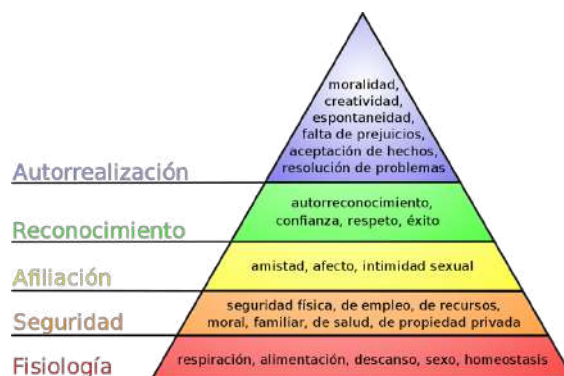 moralidad,
creatividad,
espontaneidad,
falta de prejuicios,
aceptación de hechos,
resolución de problemas
Autorrealización
autorreconocimiento,
confianza, respeto, éxito
Reconocimiento
amistad, afecto, intimidad sexual
Afiliación
seguridad física, de empleo, de recursos,
moral, familiar, de salud, de propiedad privada
Seguridad
respiración, alimentación, descanso, sexo, homeostasis
Fisiología